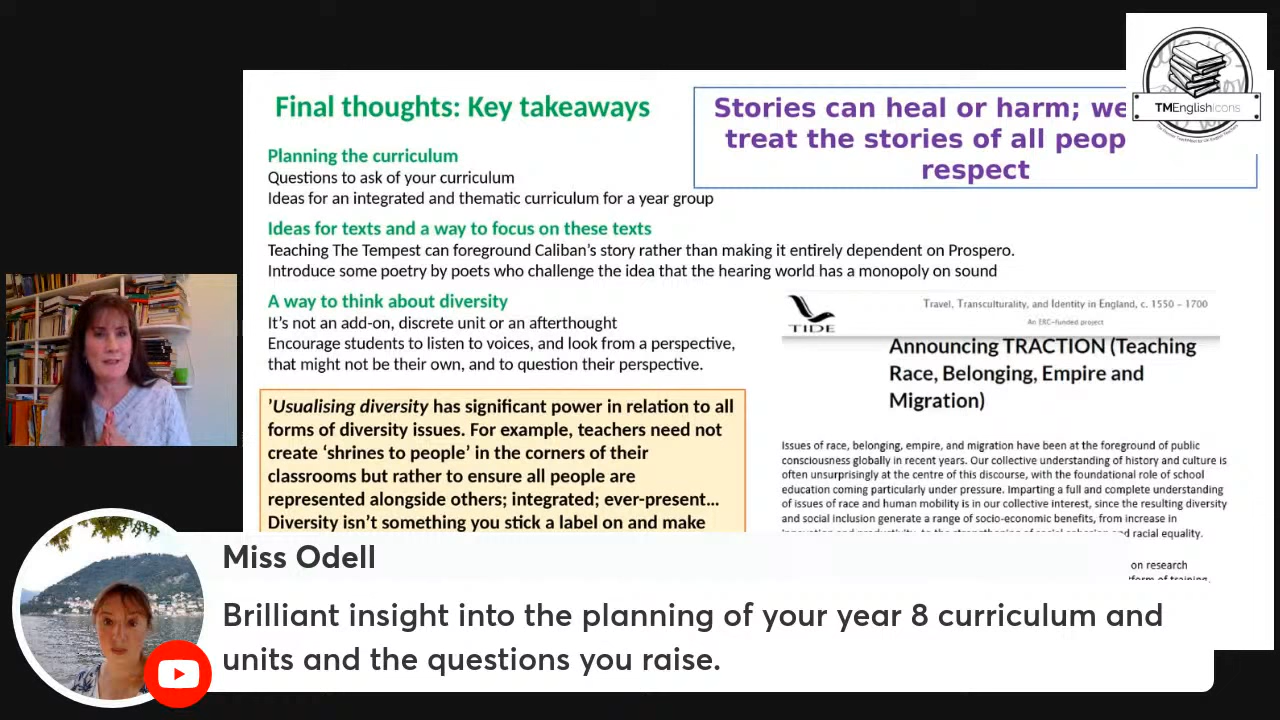 Final thoughts: Key takeaways
Stories can heal or harm; we
treat the stories of all peop
respect
TMEnglishIcons
Planning the curriculum
Questions to ask of your curriculum
Ideas for an integrated and thematic curriculum for a year group
Ideas for texts and a way to focus on these texts
Teaching The Tempest can foreground Caliban's story rather than making it entirely dependent on Prospero.
Introduce some poetry by poets who challenge the idea that the hearing world has a monopoly on sound
A way to think about diversity
It's not an add-on, discrete unit or an afterthought
Encourage students to listen to voices, and look from a perspective,
that might not be their own, and to question their perspective.
'Usualising diversity has significant power in relation to all
forms of diversity issues. For example, teachers need not
create 'shrines to people' in the corners of their
classrooms but rather to ensure all people are
represented alongside others; integrated; ever-present...
Diversity isn't something you stick a label on and make
TIDE
Travel, Transculturality, and Identity in England, c. 1550 – 1700
An ERC-funded project
Announcing TRACTION (Teaching
Race, Belonging, Empire and
Migration)
Issues of race, belonging, empire, and migration have been at the foreground of public
consciousness globally in recent years. Our collective understanding of history and culture is
often unsurprisingly at the centre of this discourse, with the foundational role of school
education coming particularly under pressure. Imparting a full and complete understanding
of issues of race and human mobility is in our collective interest, since the resulting diversity
and social inclusion generate a range of socio-economic benefits, from increase in
d racial equality.
on research
Miss Odell
Brilliant insight into the planning of your year 8 curriculum and
units and the questions you raise.